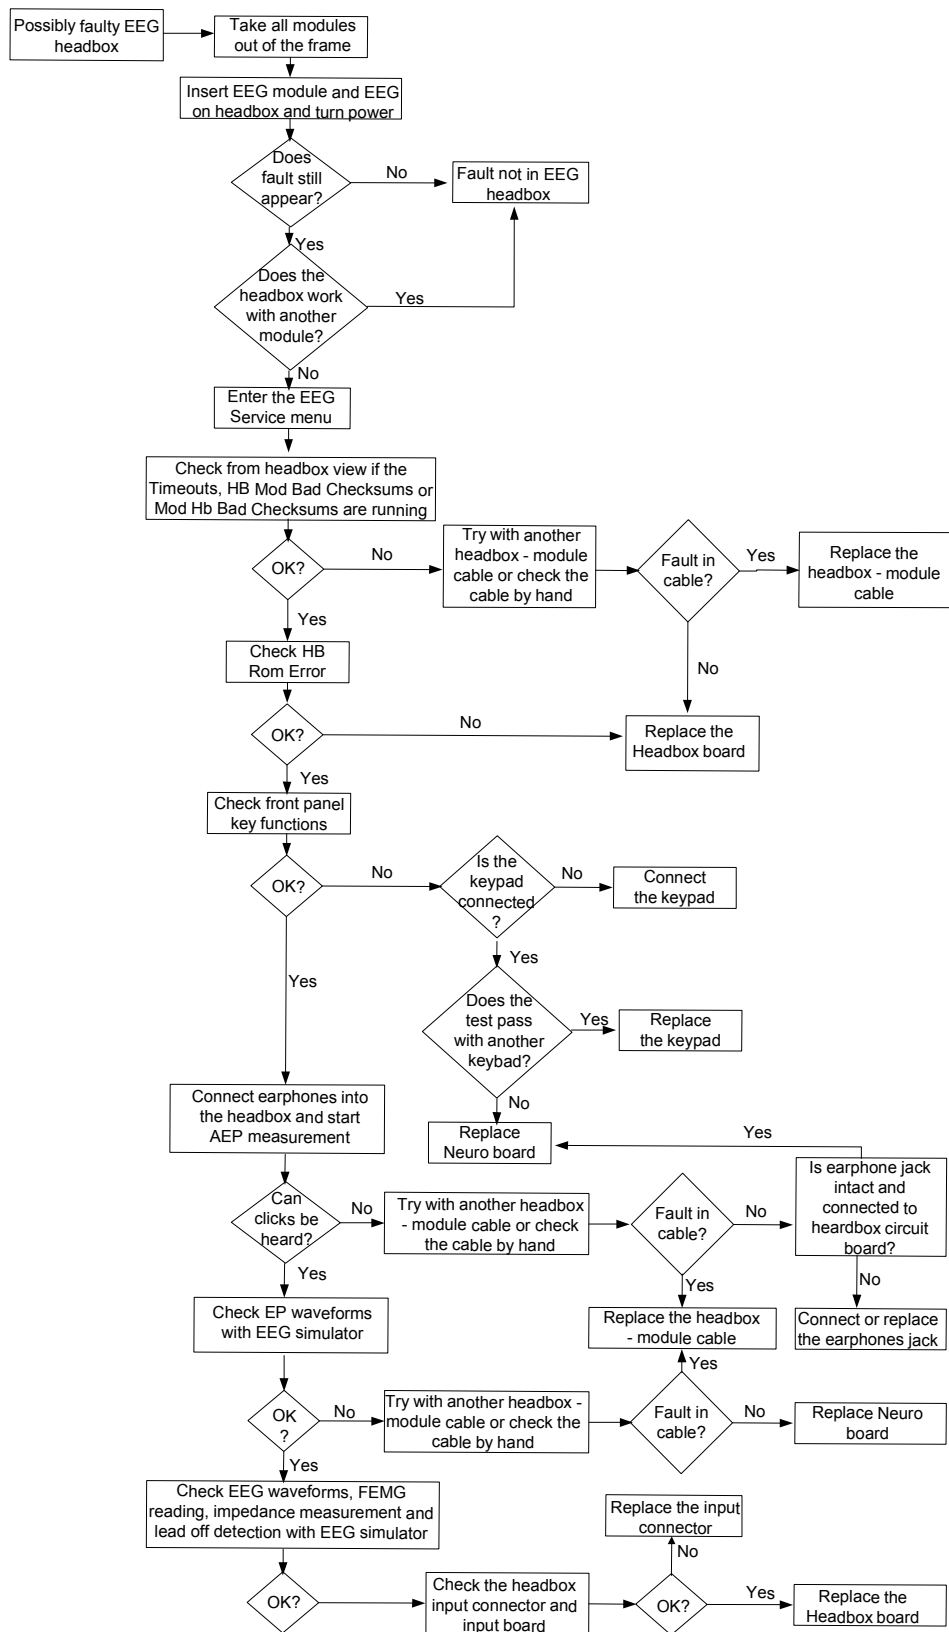 Possibly faulty EEG
headbox
Take all modules
out of the frame
Insert EEG module and EEG
on headbox and turn power
Does
fault still
appear?
No
Fault not in EEG
headbox
Yes
Does the
headbox work
with another
module?
Yes
No
Enter the EEG
Service menu
Check from headbox view if the
Timeouts, HB Mod Bad Checksums or
Mod Hb Bad Checksums are running
OK?
No
Try with another
headbox - module
cable or check the
cable by hand
Fault in
cable?
Yes
Replace the
headbox - module
cable
Yes
No
Check HB
Rom Error
OK?
No
Replace the
Headbox board
Yes
Check front panel
key functions
OK?
No
Is the
keypad
connected
?
No
Connect
the keypad
Yes
Yes
Does the
test pass
with another
keybad?
Yes
Replace
the keypad
No
Replace
Neuro board
Connect earphones into
the headbox and start
AEP measurement
Can
clicks be
heard?
No
Try with another headbox
- module cable or check
the cable by hand
Fault in
cable?
No
Is earphone jack
intact and
connected to
heardbox circuit
board?
Yes
No
Connect or replace
the earphones jack
Yes
Replace the headbox
- module cable
Yes
Check EP waveforms
with EEG simulator
OK
?
No
Try with another headbox -
module cable or check the
cable by hand
Fault in
cable?
Yes
No
Replace Neuro
board
Yes
Check EEG waveforms, FEMG
reading, impedance measurement and
lead off detection with EEG simulator
OK?
Check the headbox
input connector and
input board
OK?
No
Replace the input
connector
Yes
Replace the
Headbox board